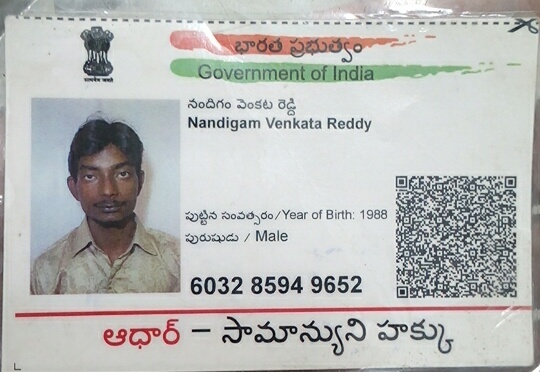 భారత ప్రభుత్వం
Government of India
నందిగం వెంకట రెడ్డి
Nandigam Venkata Reddy
పుట్టిన సంవత్సరం/Year of Birth: 1988
పురుషుడు / Male
6032 8594 9652
ఆధార్ – సామాన్యుని హక్కు